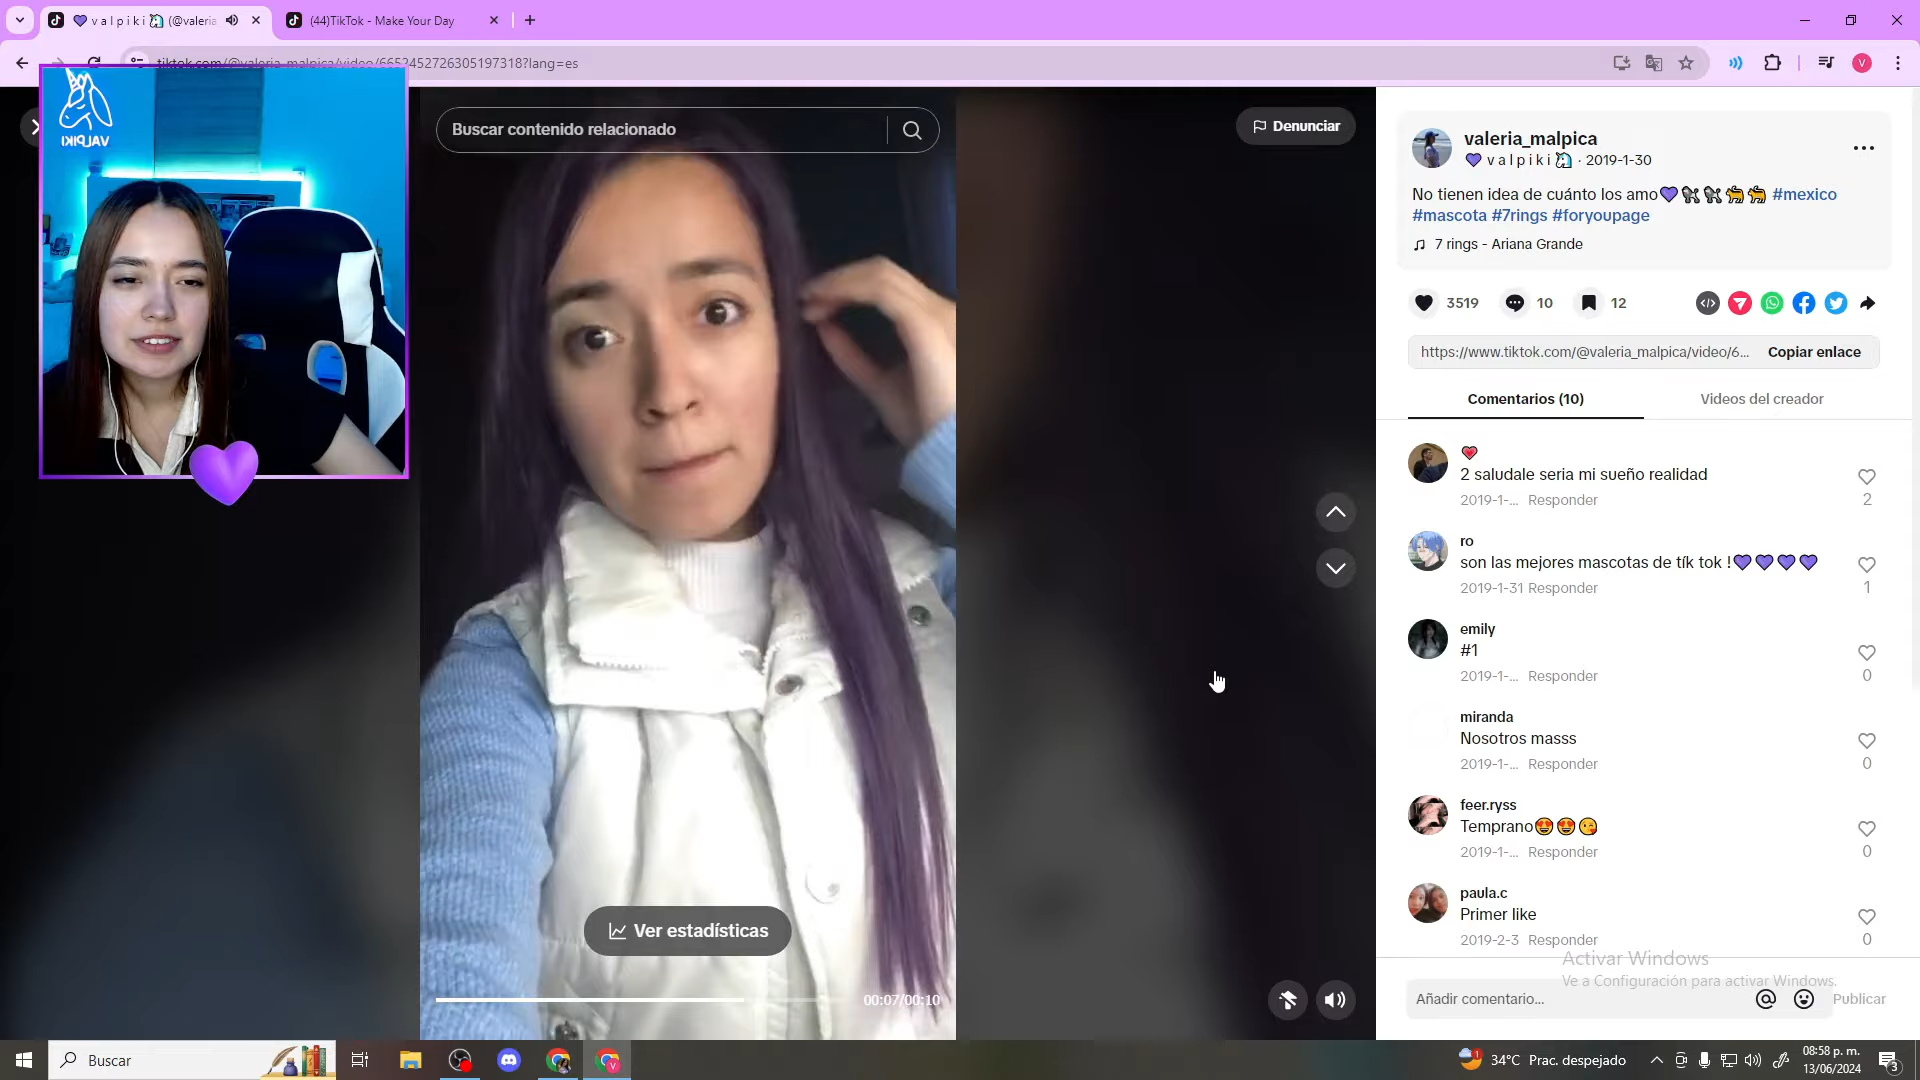 v a l p i k i (@valeria
(44)TikTok - Make Your Day
tiktok.com/@valeria_malpica/video/6652452726305197318?lang=es
VALPIKI
Buscar contenido relacionado
Denunciar
valeria_malpica
v a l p i k i · 2019-1-30
No tienen idea de cuánto los amo💜🐩🐩🐈🐈 #mexico
#mascota #7rings #foryoupage
7 rings - Ariana Grande
3519
10
12
https://www.tiktok.com/@valeria_malpica/video/6...
Copiar enlace
Comentarios (10)
Videos del creador
2 saludale seria mi sueño realidad
2019-1-... Responder
2
ro
son las mejores mascotas de tík tok !💜💜💜💜
2019-1-31 Responder
1
emily
#1
2019-1-... Responder
0
miranda
Nosotros masss
2019-1-... Responder
0
feer.ryss
Temprano😍😍😘
2019-1-... Responder
0
paula.c
Primer like
2019-2-3 Responder
0
Ver estadísticas
00:07/00:10
Activar Windows
Ve a Configuración para activar Windows.
Añadir comentario...
Publicar
Buscar
34°C Prac. despejado
08:58 p. m.
13/06/2024
3